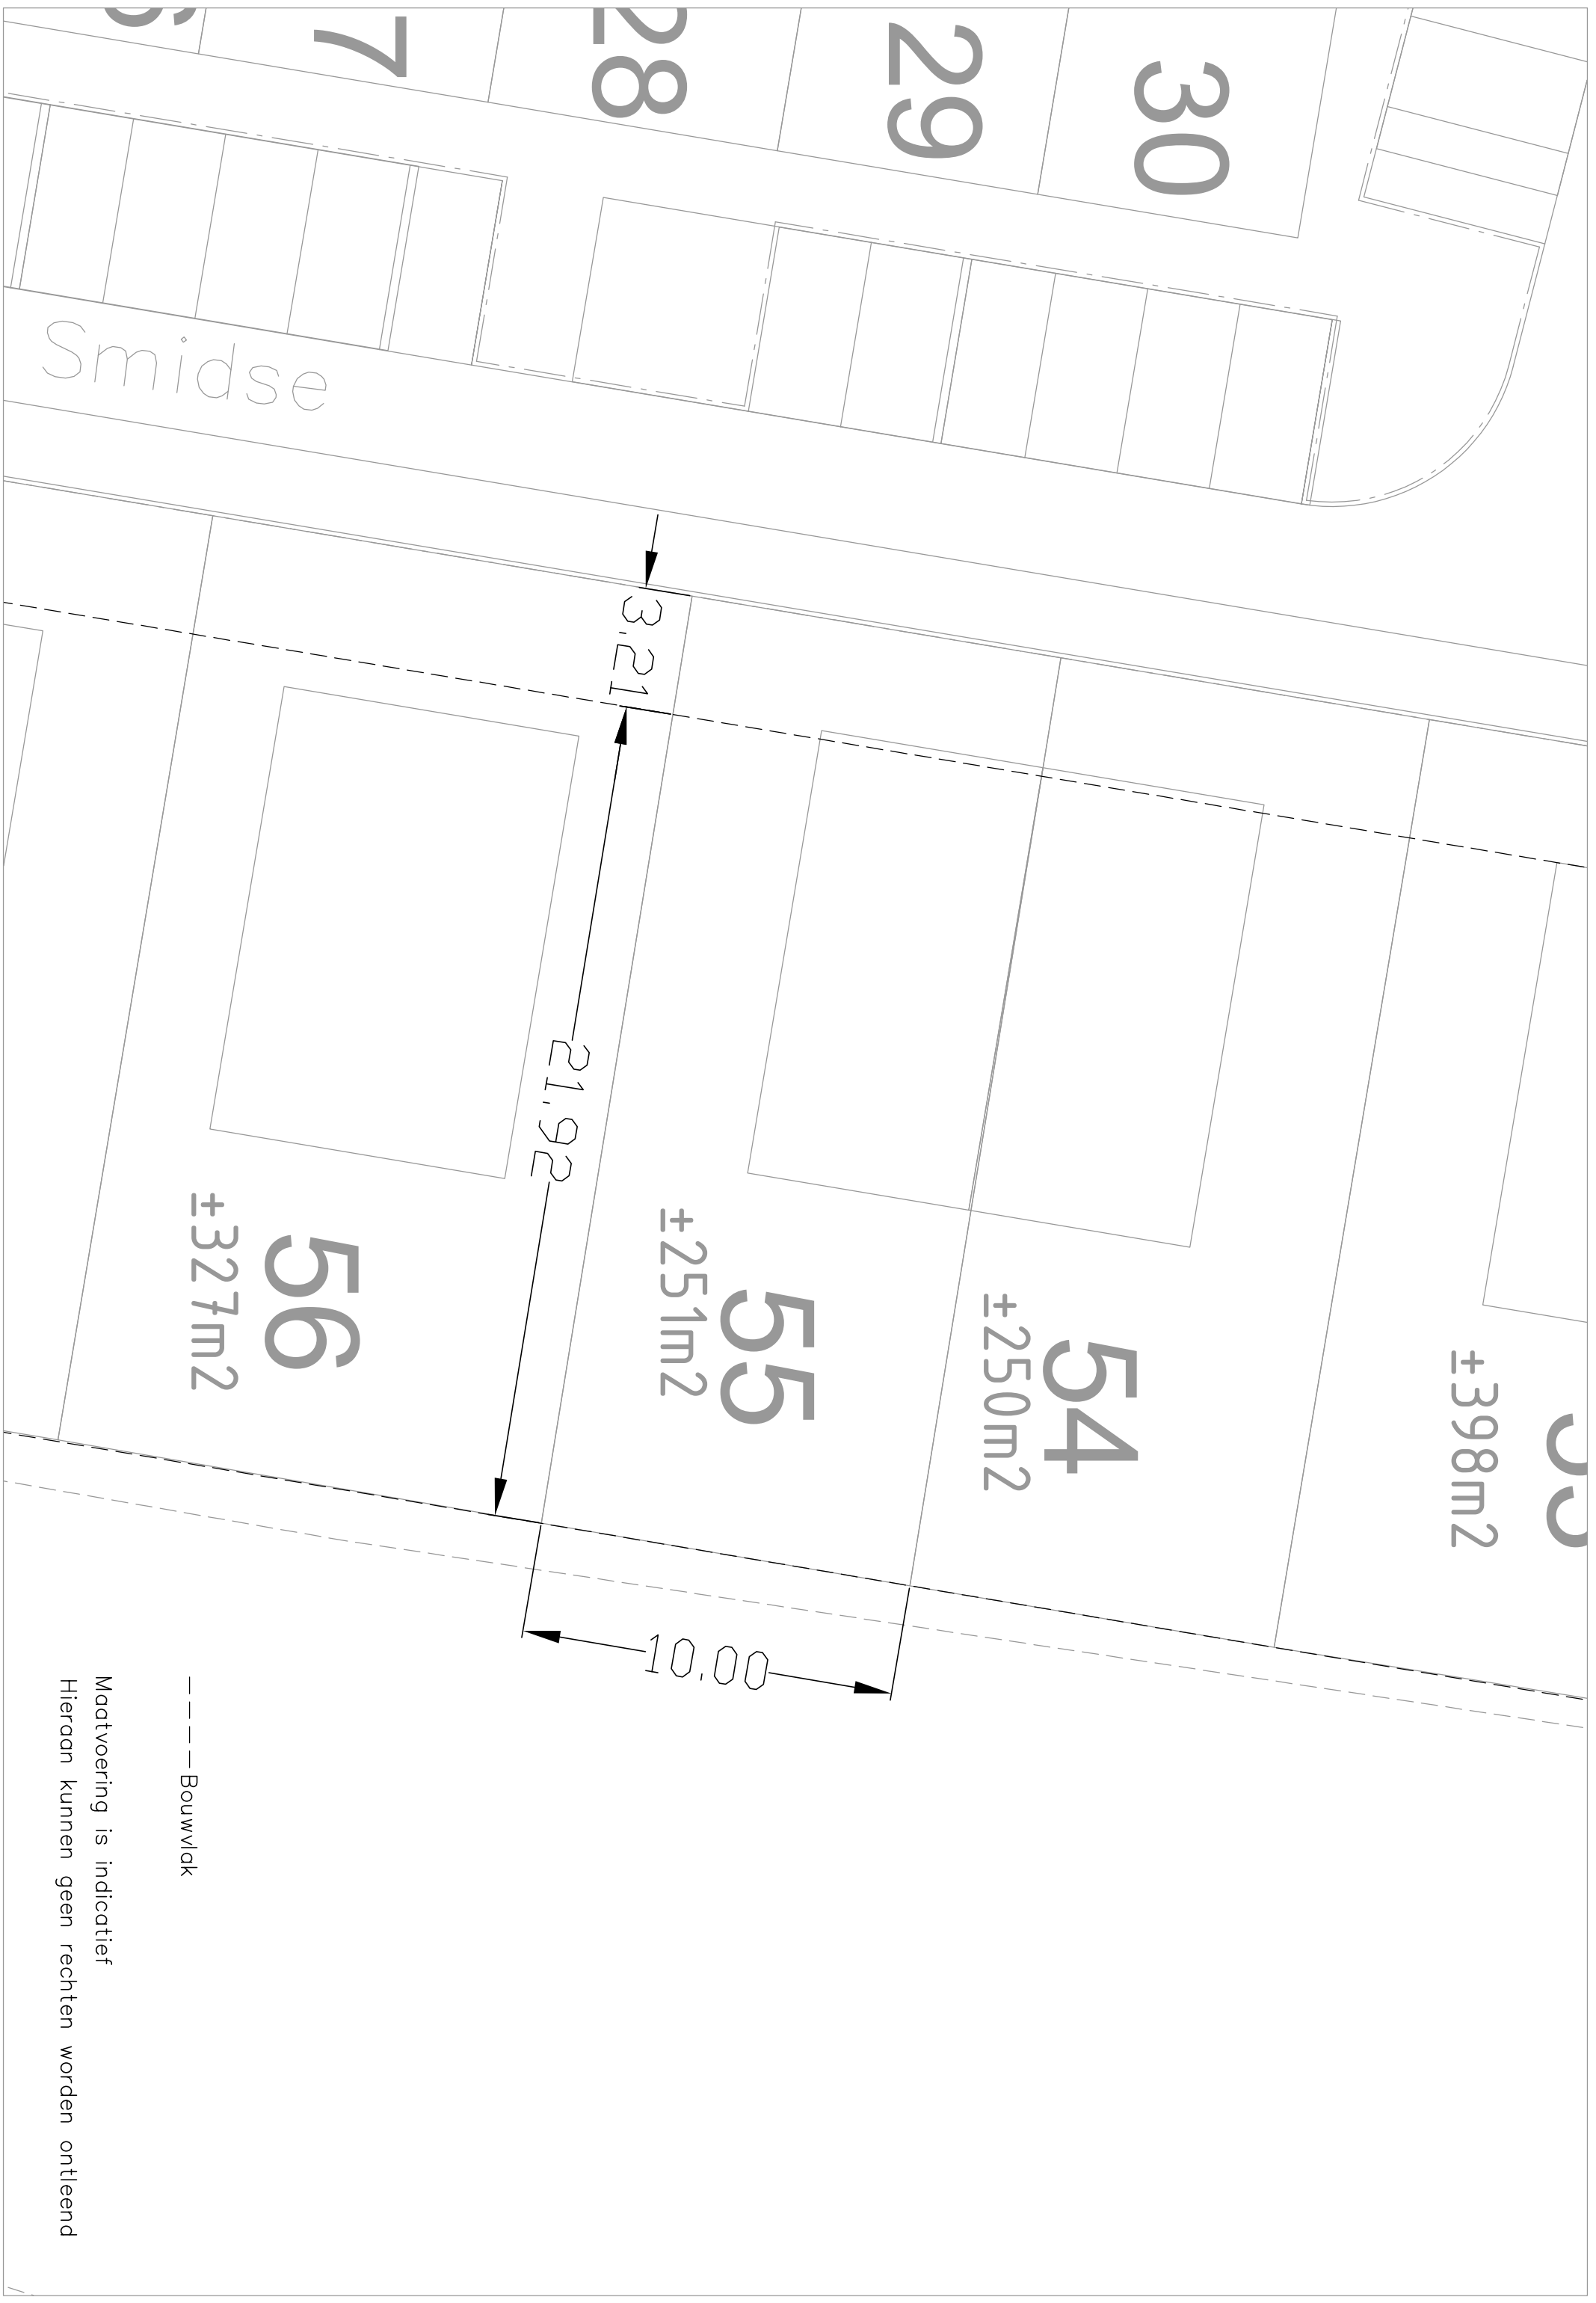 7
28
29
30
Smidse
3.21
21.92
10.00
56
±327m2
55
±251m2
54
±250m2
±398m2
Bouwvlak
Maatvoering is indicatief
Hieraan kunnen geen rechten worden ontleend